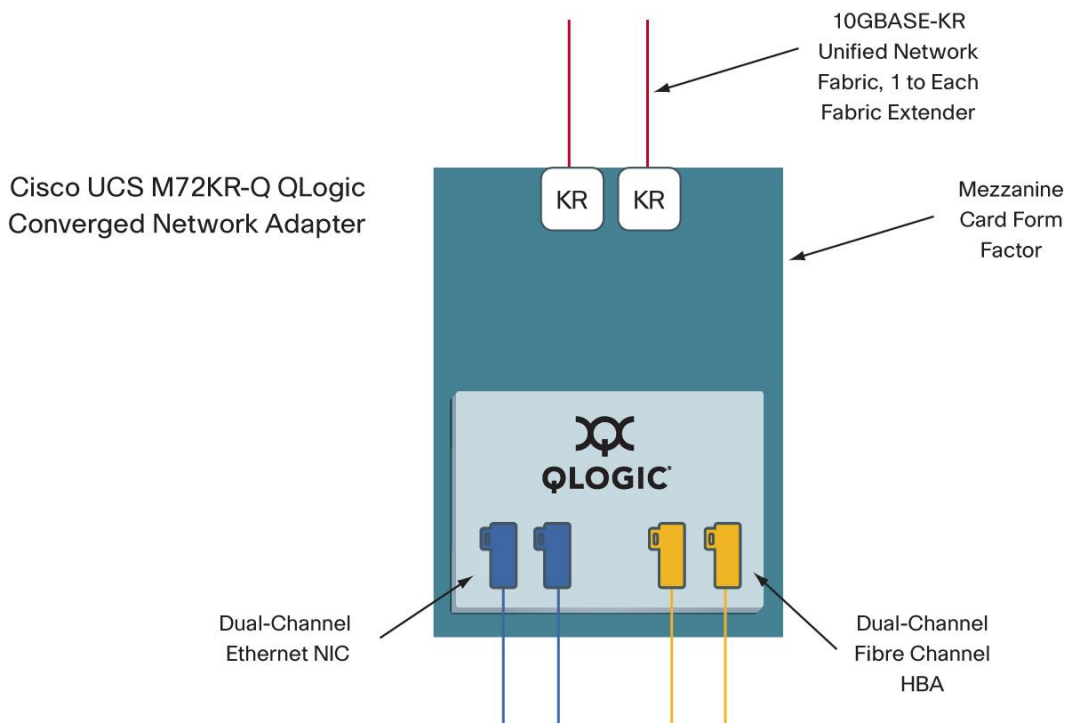 10GBASE-KR
Unified Network
Fabric, 1 to Each
Fabric Extender
Cisco UCS M72KR-Q QLogic
Converged Network Adapter
KR
KR
Mezzanine
Card Form
Factor
QLOGIC®
Dual-Channel
Ethernet NIC
Dual-Channel
Fibre Channel
HBA